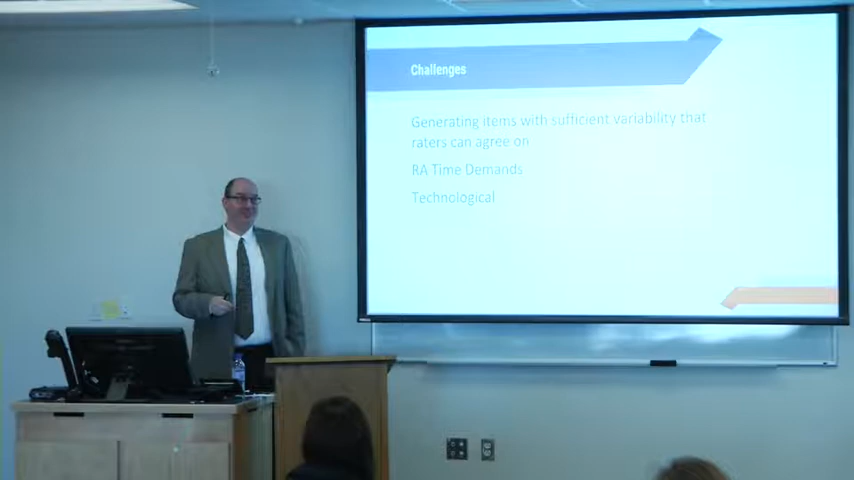 Challenges
Generating items with sufficient variability that
raters can agree on
RA Time Demands
Technological